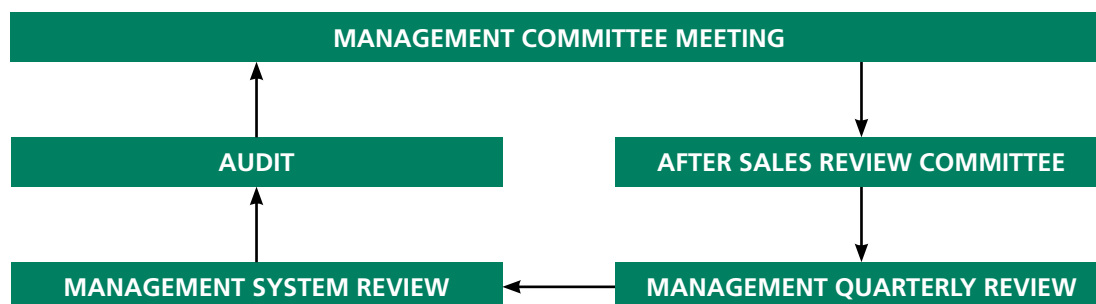 MANAGEMENT COMMITTEE MEETING
AUDIT
AFTER SALES REVIEW COMMITTEE
MANAGEMENT SYSTEM REVIEW
MANAGEMENT QUARTERLY REVIEW